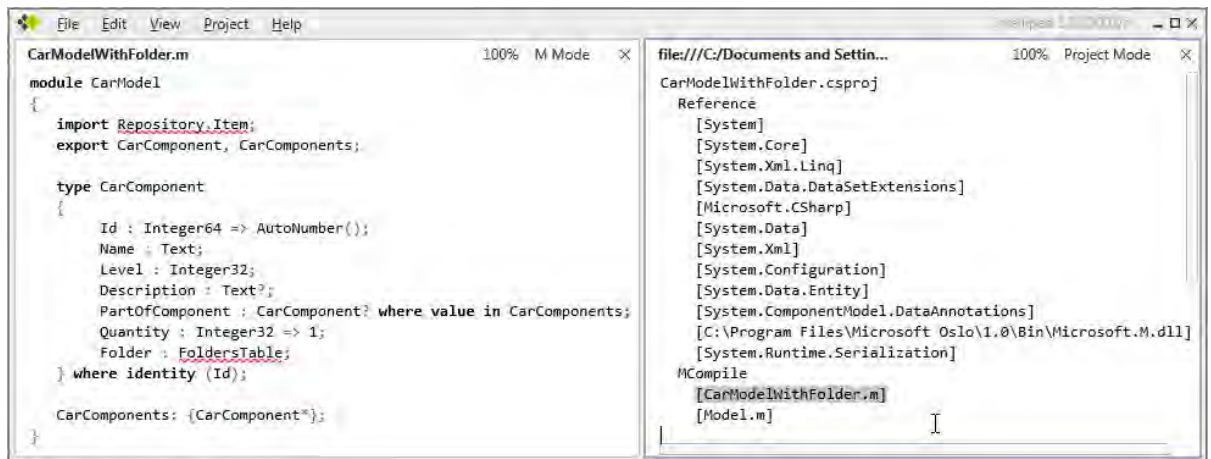 File Edit View Project Help
CarModelWithFolder.m 100% M Mode ×
module CarModel
{
import Repository.Item;
export CarComponent, CarComponents;
type CarComponent
{
Id : Integer64 => AutoNumber();
Name : Text;
Level : Integer32;
Description : Text?;
PartOfComponent : CarComponent? where value in CarComponents;
Quantity : Integer32 => 1;
Folder : FoldersTable;
} where identity (Id);
CarComponents: {CarComponent*};
}
file:///C:/Documents and Settin... 100% Project Mode ×
CarModelWithFolder.csproj
Reference
[System]
[System.Core]
[System.Xml.Linq]
[System.Data.DataSetExtensions]
[Microsoft.CSharp]
[System.Data]
[System.Xml]
[System.Configuration]
[System.Data.Entity]
[System.ComponentModel.DataAnnotations]
[C:\Program Files\Microsoft Oslo\1.0\Bin\Microsoft.M.dll]
[System.Runtime.Serialization]
MCompile
[CarModelWithFolder.m]
[Model.m]